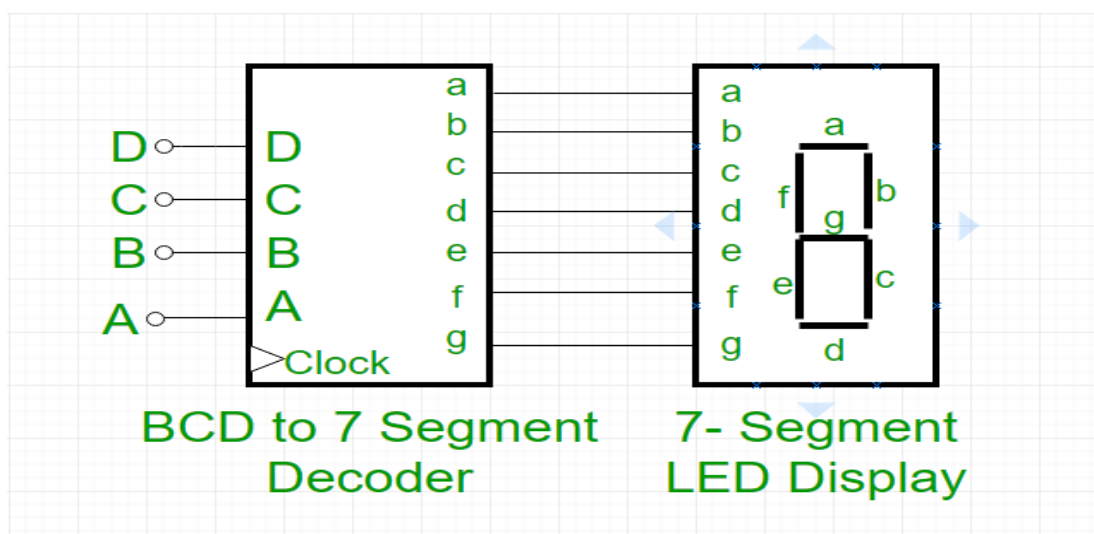 a
b
c
d
e
f
g
D
C
B
A
D
C
B
A
Clock
a
b
c
d
e
f
g
a
f
b
g
e
c
d
BCD to 7 Segment
Decoder
7- Segment
LED Display